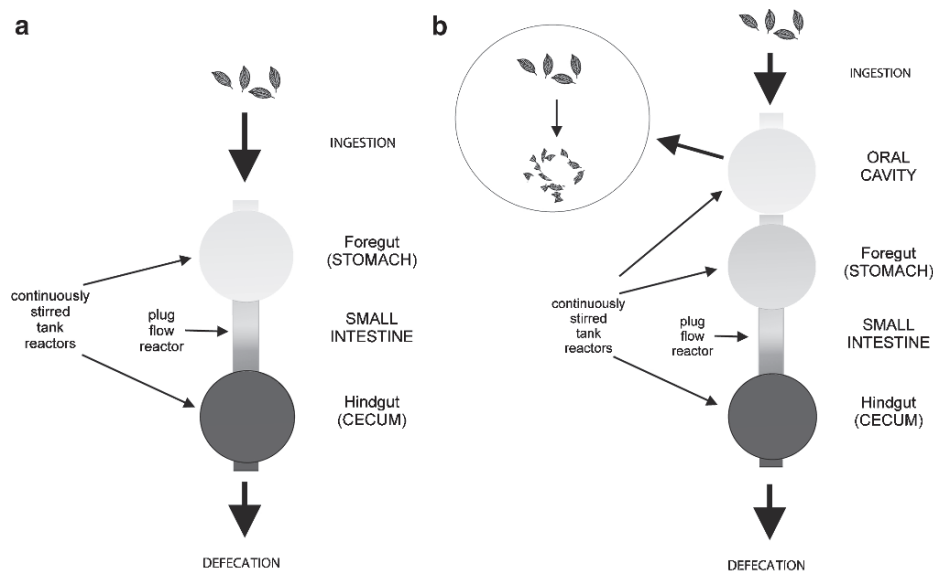 a
INGESTION
Foregut
(STOMACH)
continuously
stirred
tank
reactors
plug
flow
reactor
SMALL
INTESTINE
Hindgut
(CECUM)
DEFECATION
b
INGESTION
ORAL
CAVITY
Foregut
(STOMACH)
continuously
stirred
tank
reactors
plug
flow
reactor
SMALL
INTESTINE
Hindgut
(CECUM)
DEFECATION